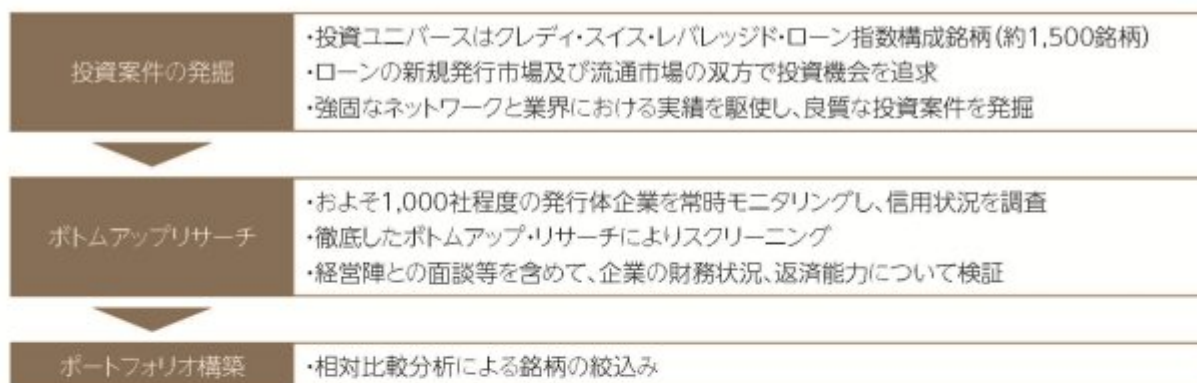 投資案件の発掘
・投資ユニバースはクレディ・スイス・レバレッジド・ローン指数構成銘柄(約1,500銘柄)
・ローンの新規発行市場及び流通市場の双方で投資機会を追求
・強固なネットワークと業界における実績を駆使し、良質な投資案件を発掘
ボトムアップリサーチ
・およそ1,000社程度の発行体企業を常時モニタリングし、信用状況を調査
・徹底したボトムアップ・リサーチによりスクリーニング
・経営陣との面談等を含めて、企業の財務状況、返済能力について検証
ポートフォリオ構築
・相対比較分析による銘柄の絞込み